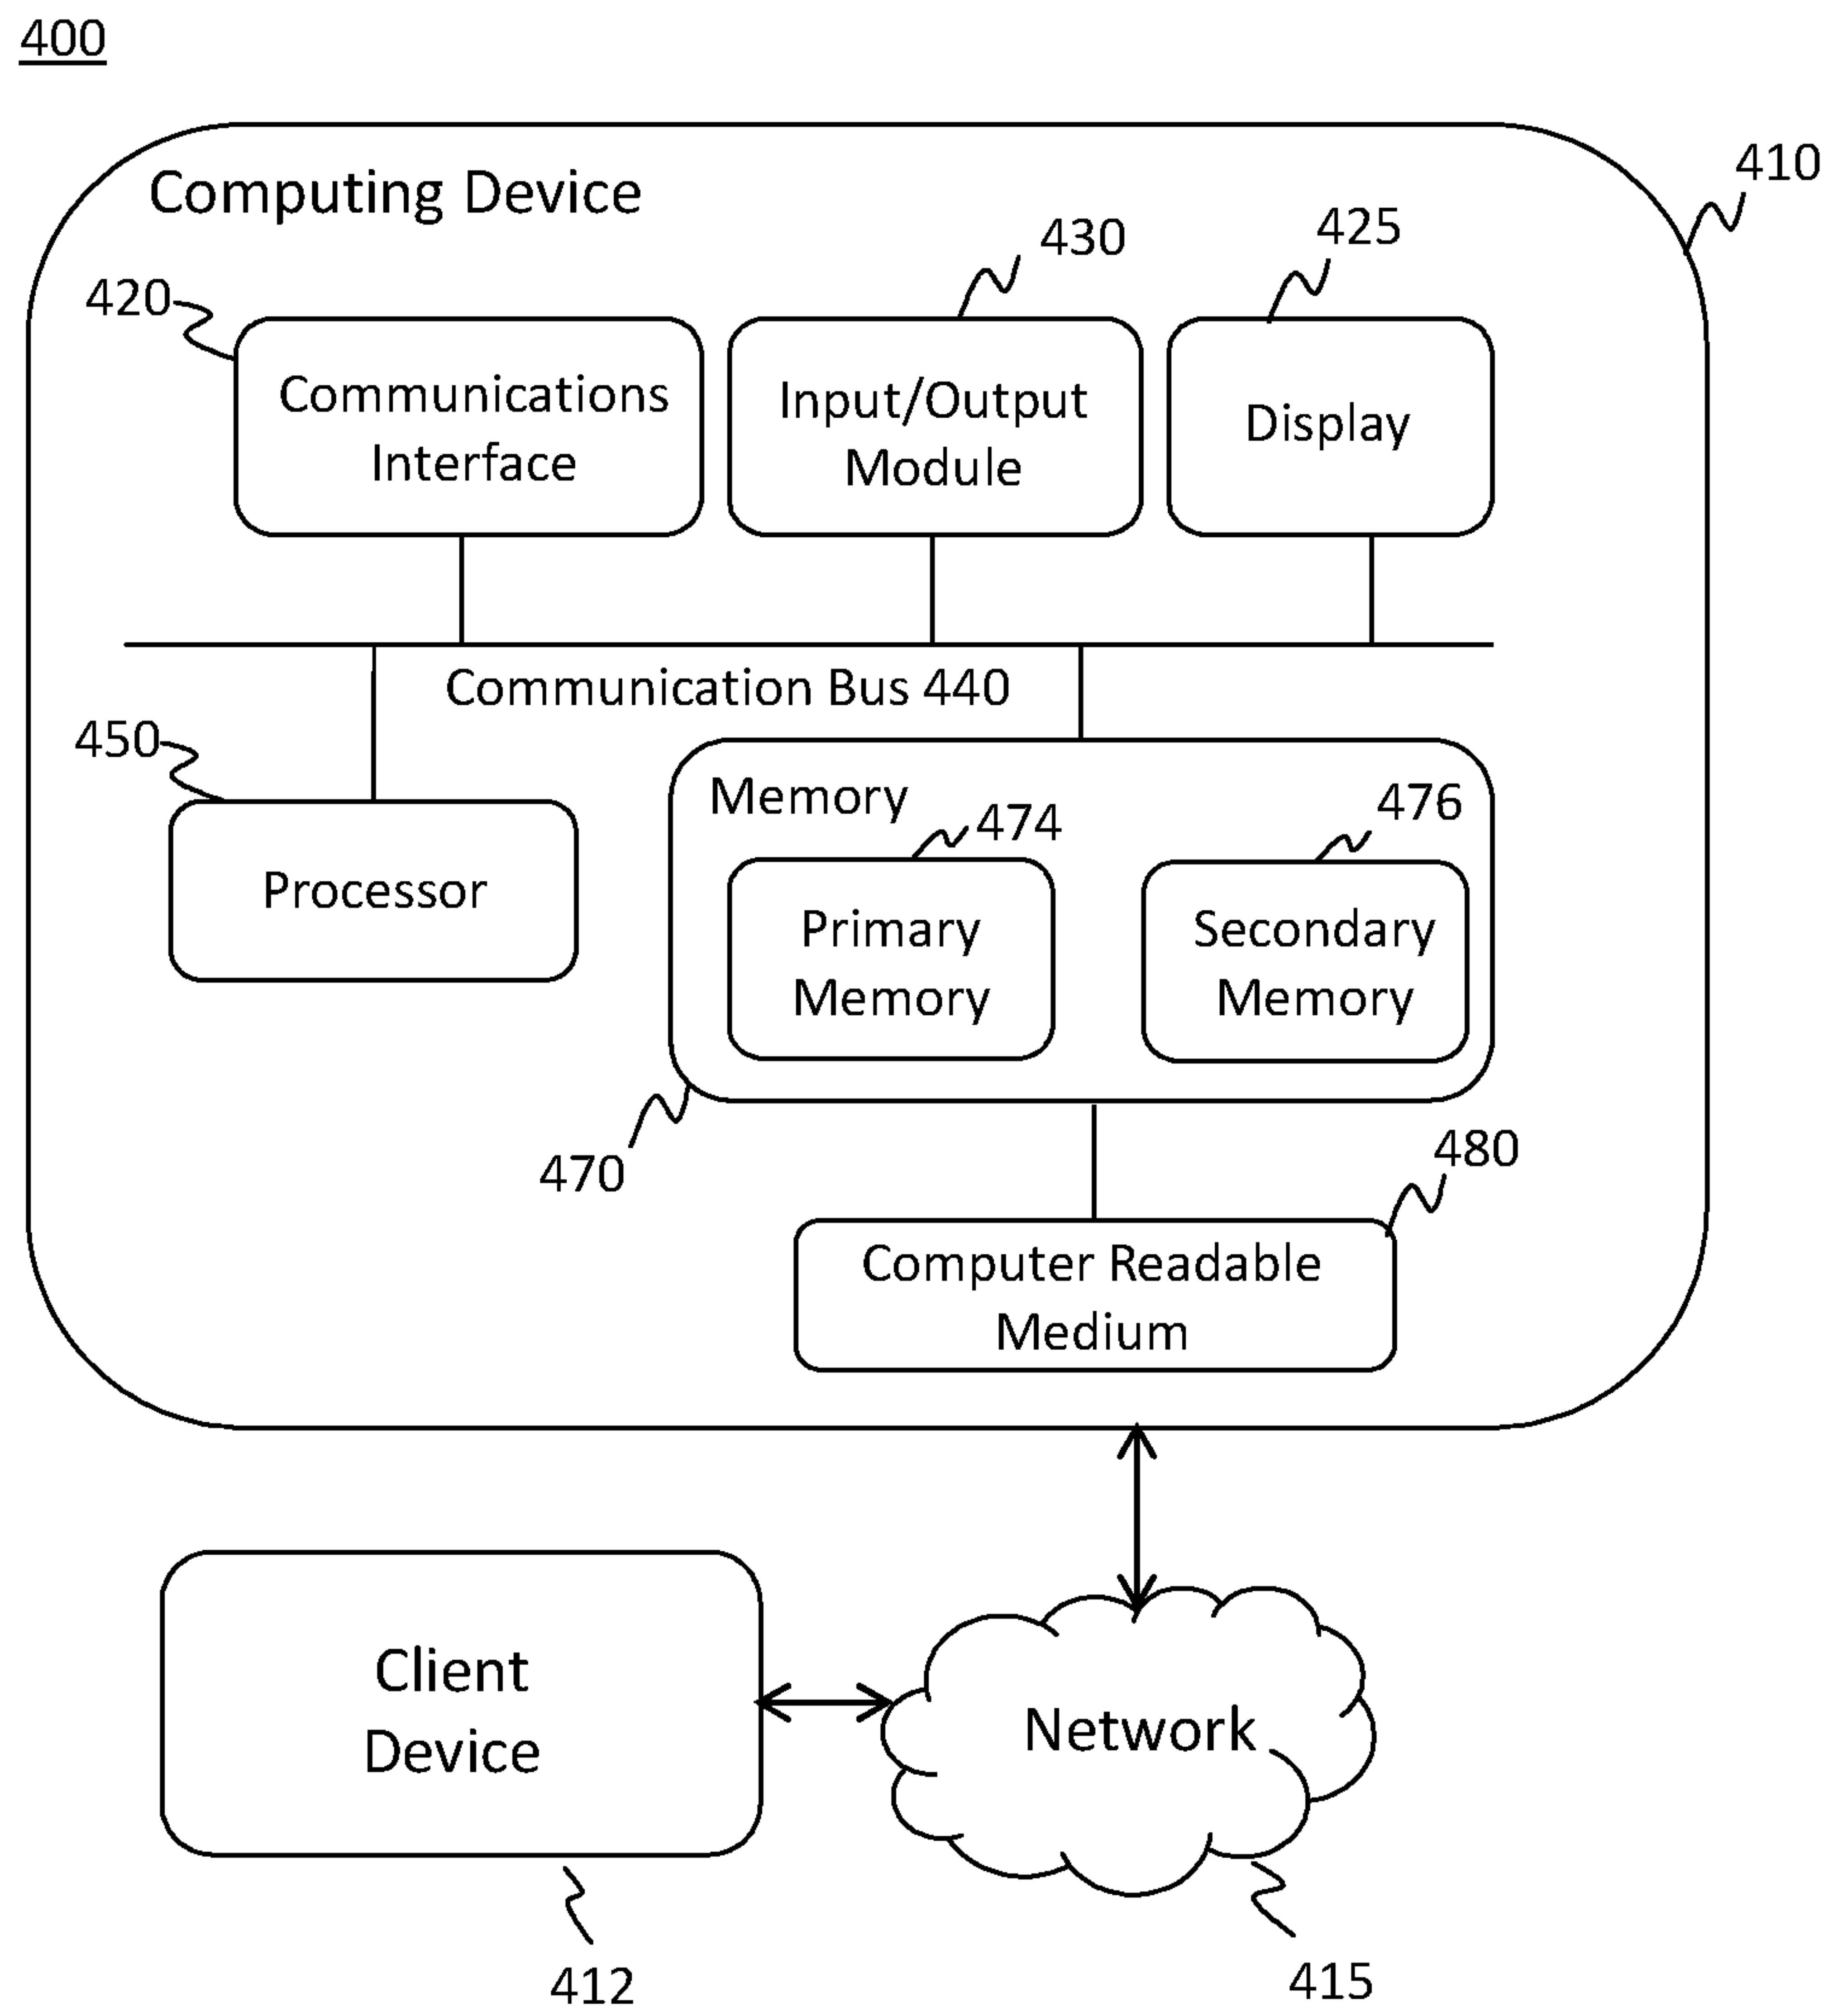 400
Computing Device
410
420
430
425
Communications
Interface
Input/Output
Module
Display
Communication Bus 440
450
Processor
Memory
474
476
Primary
Memory
Secondary
Memory
470
480
Computer Readable
Medium
Client
Device
Network
412
415